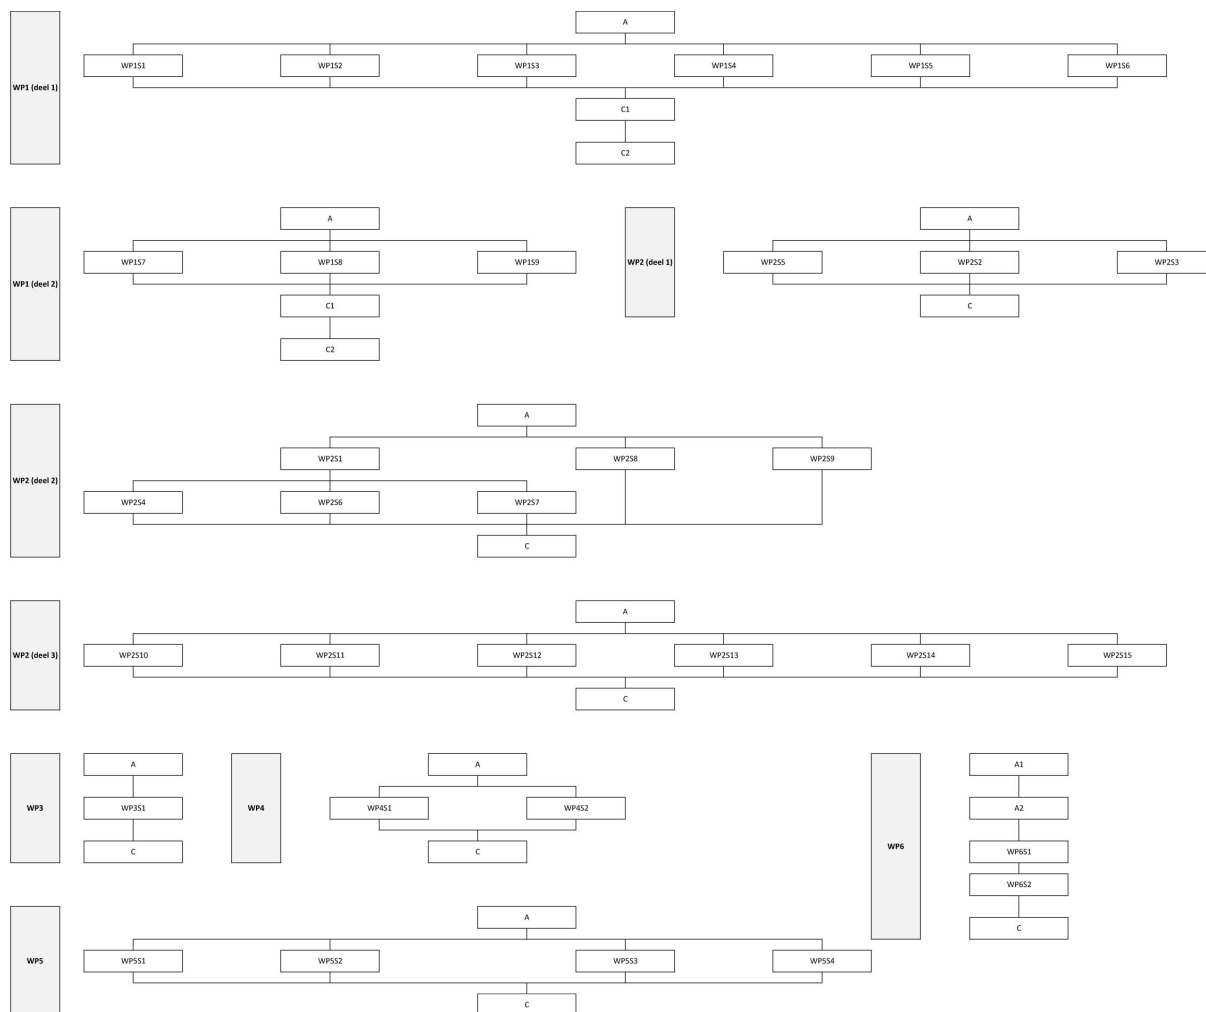 WP1 (deel 1)
A
WP1S1
WP1S2
WP1S3
WP1S4
WP1S5
WP1S6
C1
C2
WP1 (deel 2)
A
WP1S7
WP1S8
WP1S9
C1
C2
WP2 (deel 1)
A
WP2S5
WP2S2
WP2S3
C
WP2 (deel 2)
A
WP2S1
WP2S8
WP2S9
WP2S4
WP2S6
WP2S7
C
WP2 (deel 3)
A
WP2S10
WP2S11
WP2S12
WP2S13
WP2S14
WP2S15
C
WP3
A
WP3S1
C
WP4
A
WP4S1
WP4S2
C
WP6
A1
A2
WP6S1
WP6S2
C
WP5
A
WP5S1
WP5S2
WP5S3
WP5S4
C